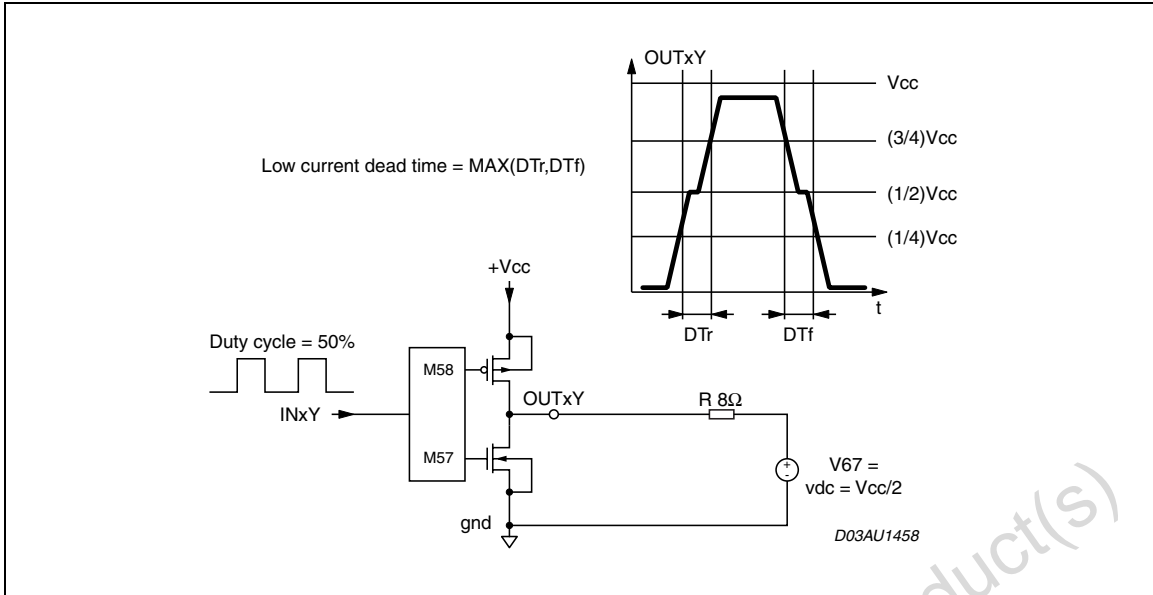 OUTxY
Vcc
(3/4)Vcc
Low current dead time = MAX(DTr,DTf)
(1/2)Vcc
(1/4)Vcc
+Vcc
t
DTr
DTf
Duty cycle = 50%
M58
OUTxY
R 8Ω
INxY
M57
+
-
V67 =
vdc = Vcc/2
gnd
D03AU1458
duct(s)